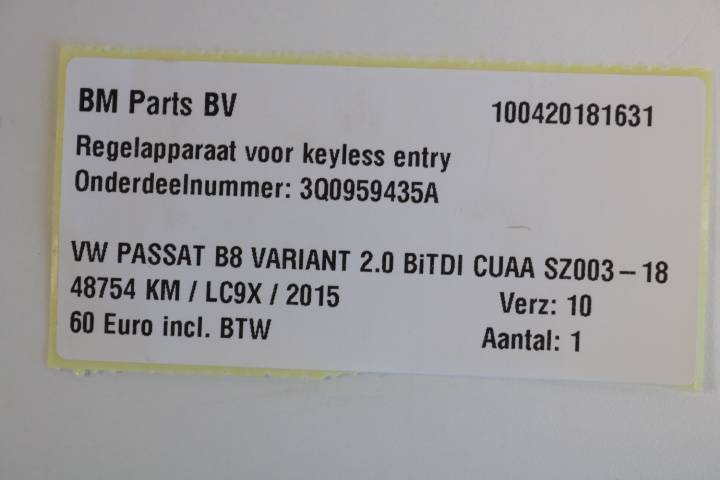 BM Parts BV 100420181631
Regelapparaat voor keyless entry
Onderdeelnummer: 3Q0959435A
VW PASSAT B8 VARIANT 2.0 BiTDI CUAA SZ003-18
48754 KM / LC9X / 2015 Verz: 10
60 Euro incl. BTW Aantal: 1